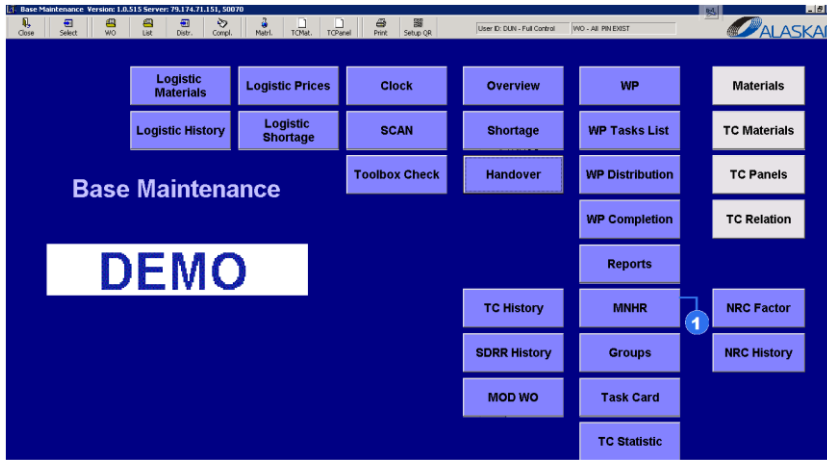 Base Maintenance Version: 1.0.515 Server: 79.174.71.151, 50070
Close Select WO List Distr. Compl. Matrl. TCMat. TCPanel Print Setup QR
User ID: DUN - Full Control WO - All PIN EXIST
ALASKAR
Logistic Materials
Logistic Prices
Clock
Overview
WP
Materials
Logistic History
Logistic Shortage
SCAN
Shortage
WP Tasks List
TC Materials
Toolbox Check
Handover
WP Distribution
TC Panels
Base Maintenance
WP Completion
TC Relation
DEMO
Reports
TC History
MNHR
1
NRC Factor
SDRR History
Groups
NRC History
MOD WO
Task Card
TC Statistic